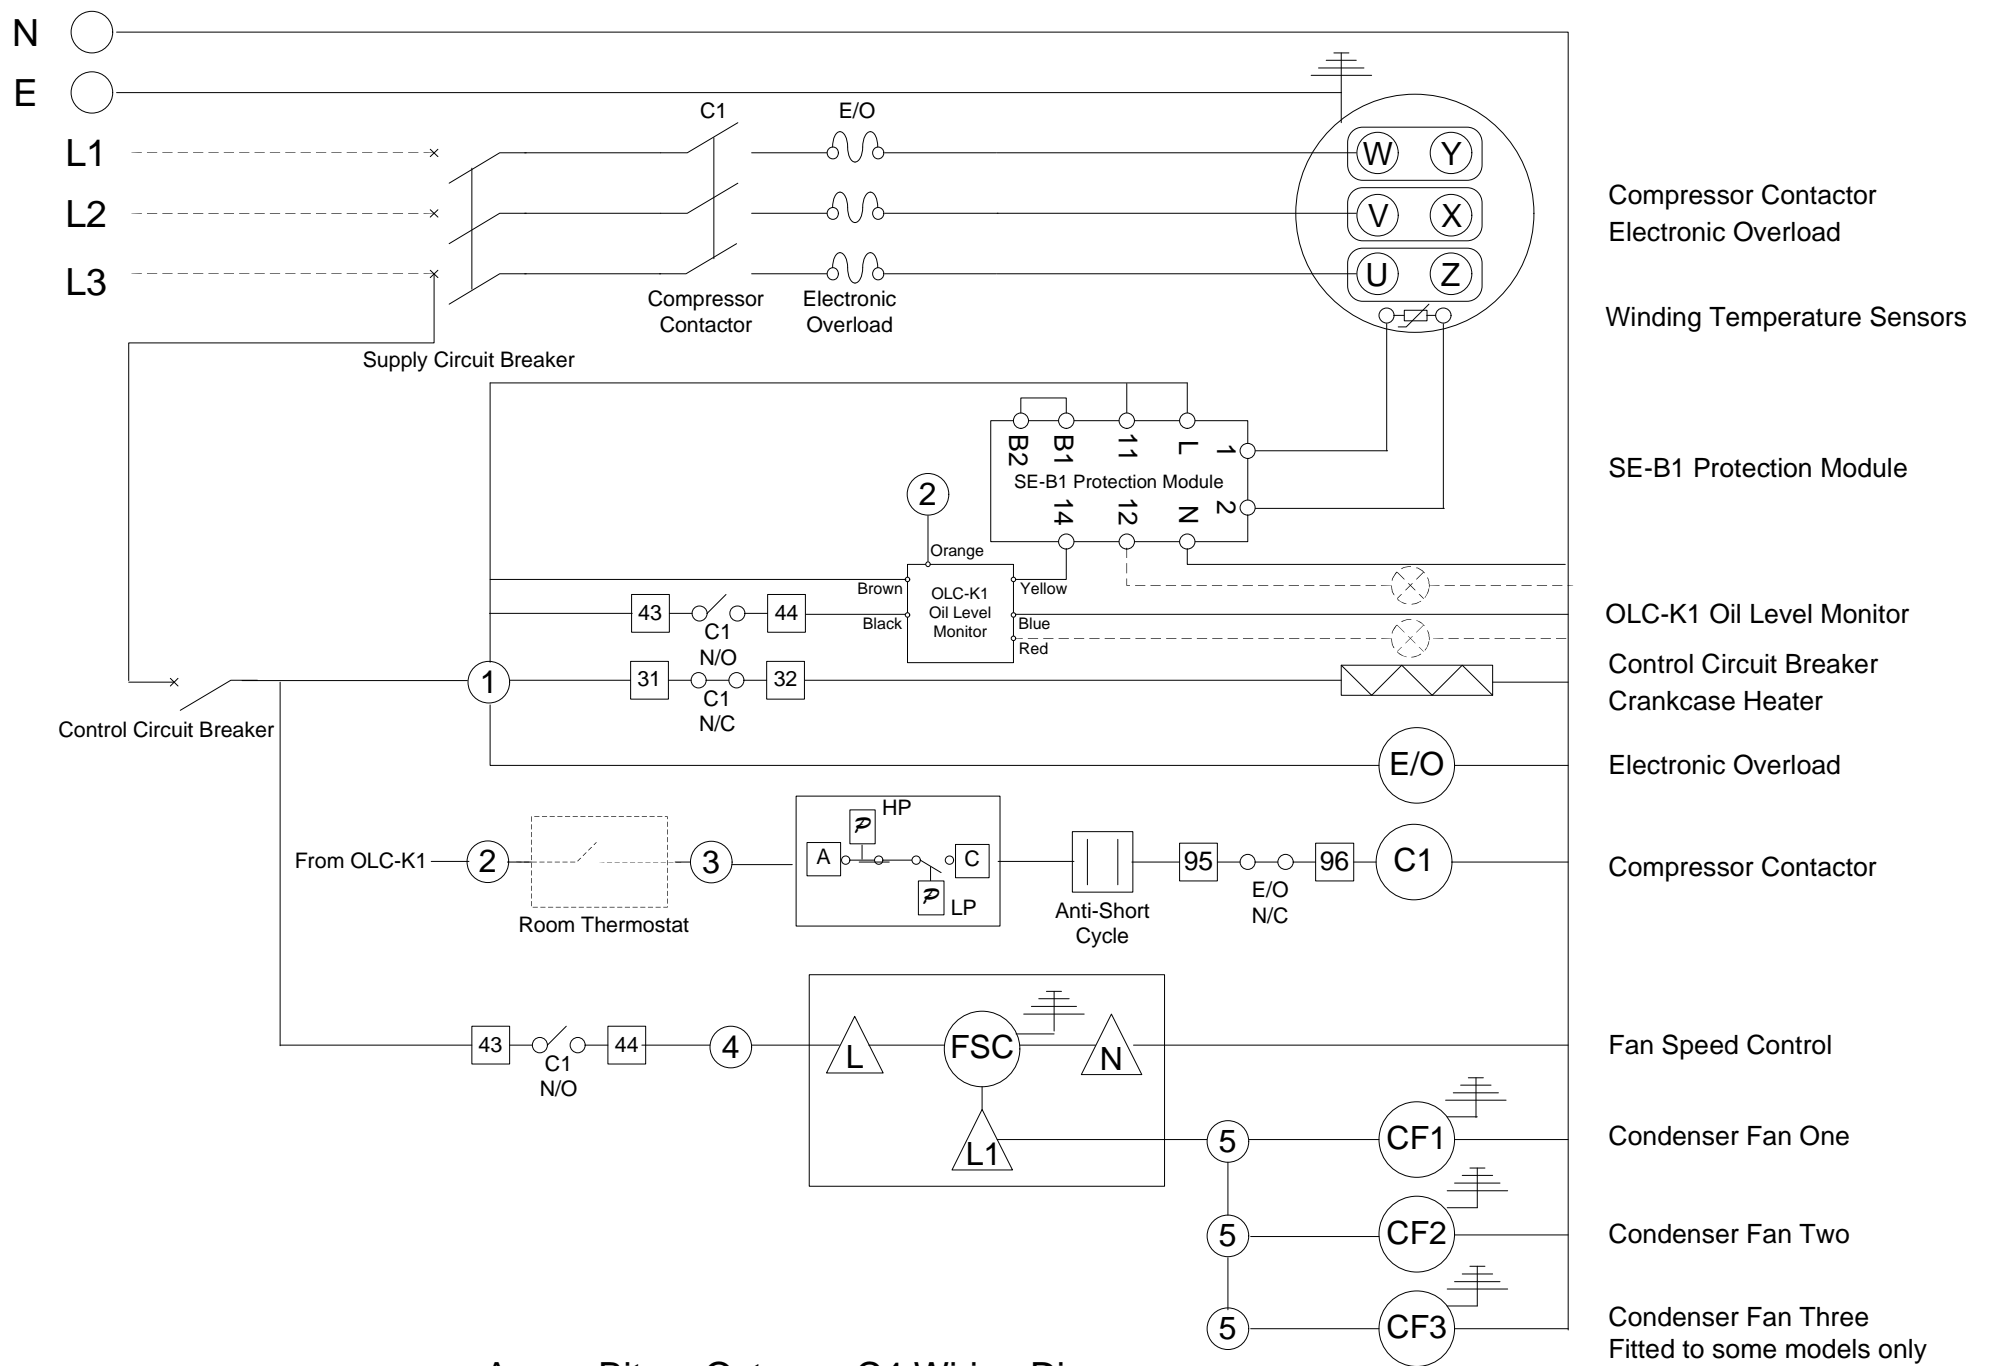 N
E
C1
E/O
L1
L2
L3
W
Y
V
X
U
Z
Compressor Contactor
Electronic Overload
Compressor
Contactor
Electronic
Overload
Winding Temperature Sensors
Supply Circuit Breaker
B2
B1
11
L
1
SE-B1 Protection Module
14
12
N
2
SE-B1 Protection Module
2
Orange
Brown
Yellow
OLC-K1
Oil Level
Monitor
43
44
C1
N/O
Black
Blue
Red
OLC-K1 Oil Level Monitor
Control Circuit Breaker
Crankcase Heater
1
31
32
C1
N/C
Control Circuit Breaker
E/O
Electronic Overload
From OLC-K1
2
Room Thermostat
3
HP
A
C
P
P
LP
Anti-Short
Cycle
95
96
E/O
N/C
C1
Compressor Contactor
43
44
C1
N/O
4
L
FSC
N
L1
Fan Speed Control
5
CF1
Condenser Fan One
5
CF2
Condenser Fan Two
5
CF3
Condenser Fan Three
Fitted to some models only